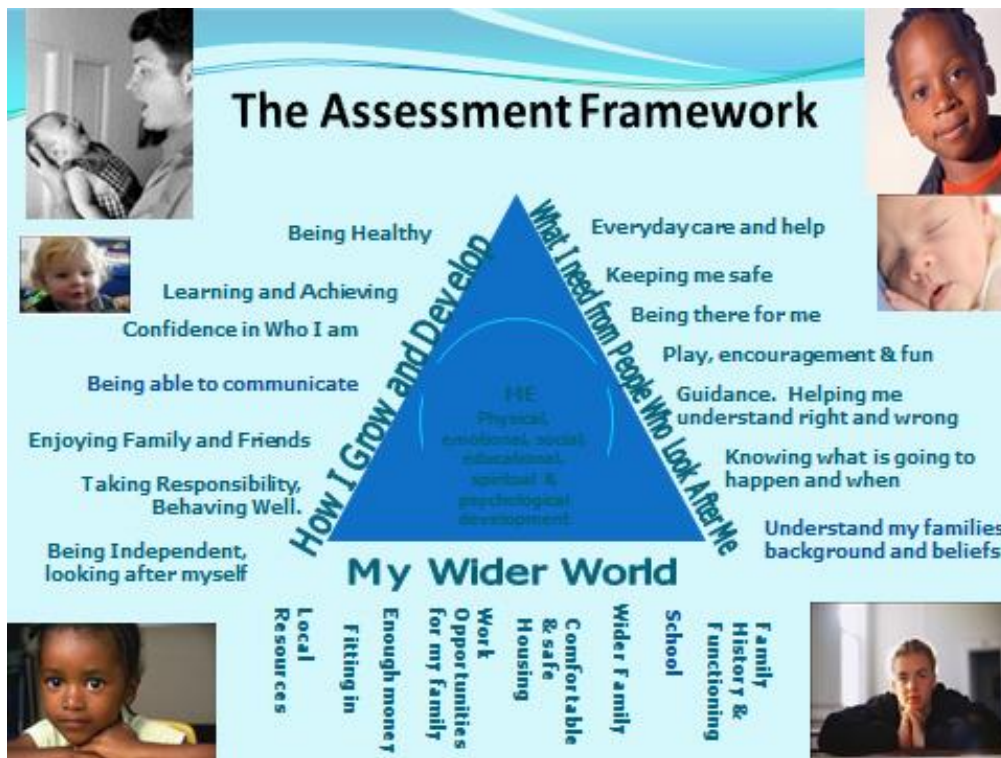 The Assessment Framework
Being Healthy
Learning and Achieving
Confidence in Who I am
Being able to communicate
Enjoying Family and Friends
Taking Responsibility,
Behaving Well.
Being Independent,
looking after myself
How I Grow and Develop
ME
Physical,
emotional, social
educational,
spiritual &
psychological
development
What I need from People Who Look After Me
Everyday care and help
Keeping me safe
Being there for me
Play, encouragement & fun
Guidance. Helping me
understand right and wrong
Knowing what is going to
happen and when
Understand my families
background and beliefs
My Wider World
Local
Resources
Fitting in
Enough money
Work
Opportunities
for my family
Comfortable
& safe
Housing
Wider Family
School
Family
History &
Functioning